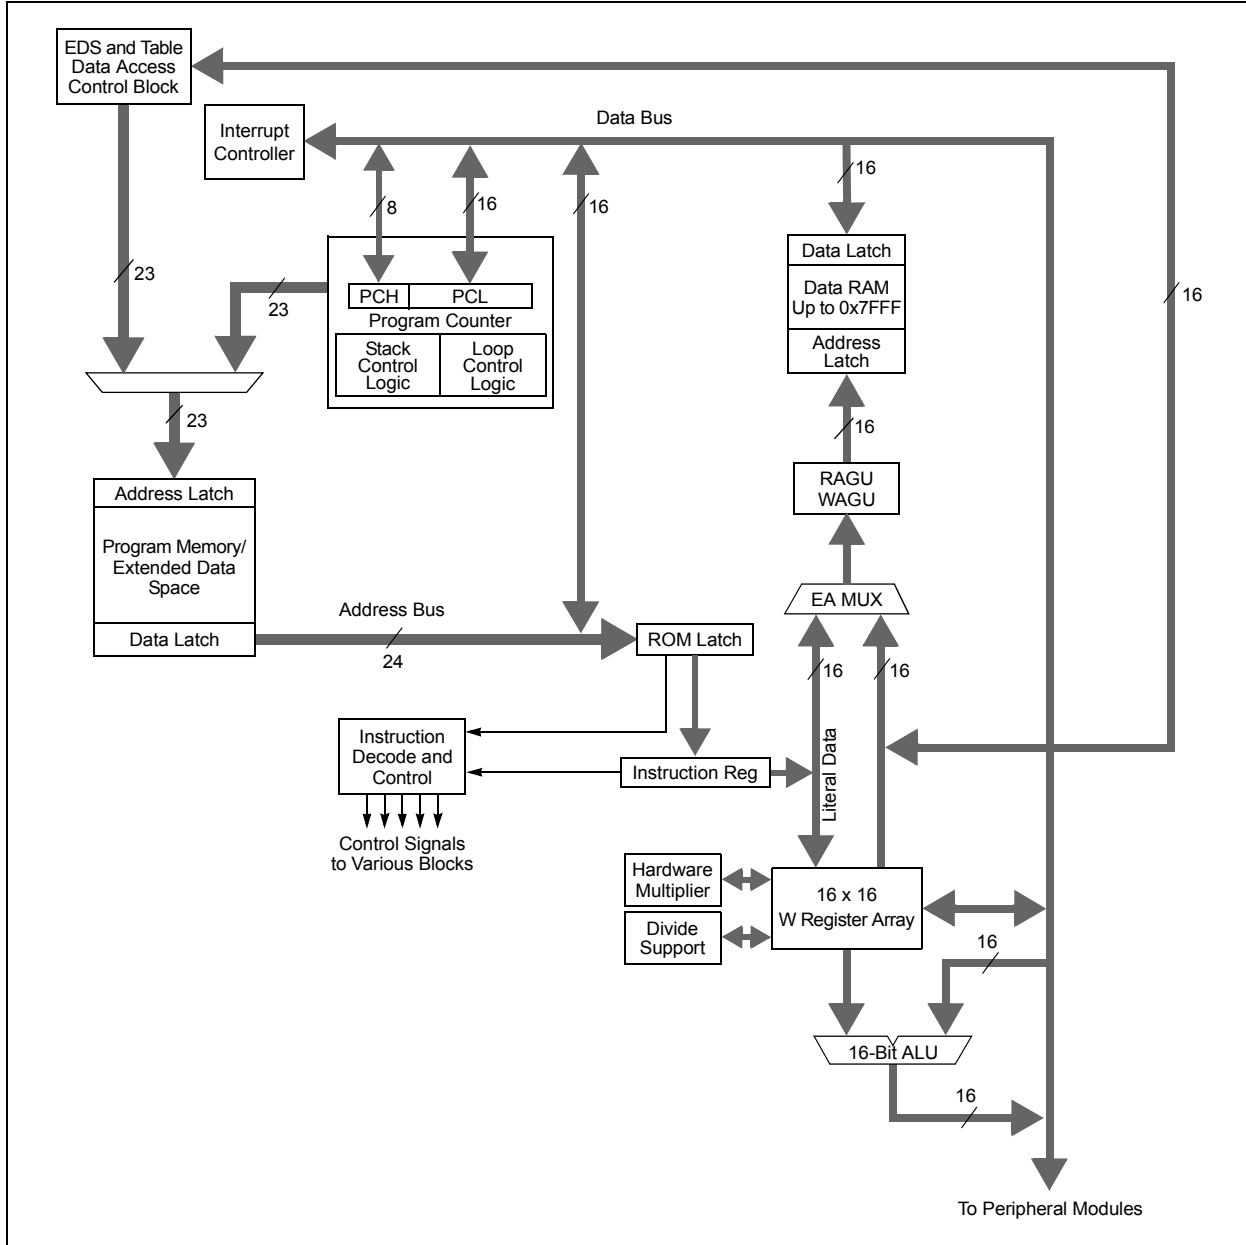 EDS and Table
Data Access
Control Block
Interrupt
Controller
Data Bus
16
8
16
16
23
23
16
PCH
PCL
Program Counter
Stack
Control
Logic
Loop
Control
Logic
Data Latch
Data RAM
Up to 0x7FFF
Address
Latch
23
16
RAGU
WAGU
Address Latch
Program Memory/
Extended Data
Space
Data Latch
EA MUX
Address Bus
24
ROM Latch
16
16
Instruction
Decode and
Control
Instruction Reg
Literal Data
Control Signals
to Various Blocks
Hardware
Multiplier
Divide
Support
16 x 16
W Register Array
16
16-Bit ALU
16
To Peripheral Modules